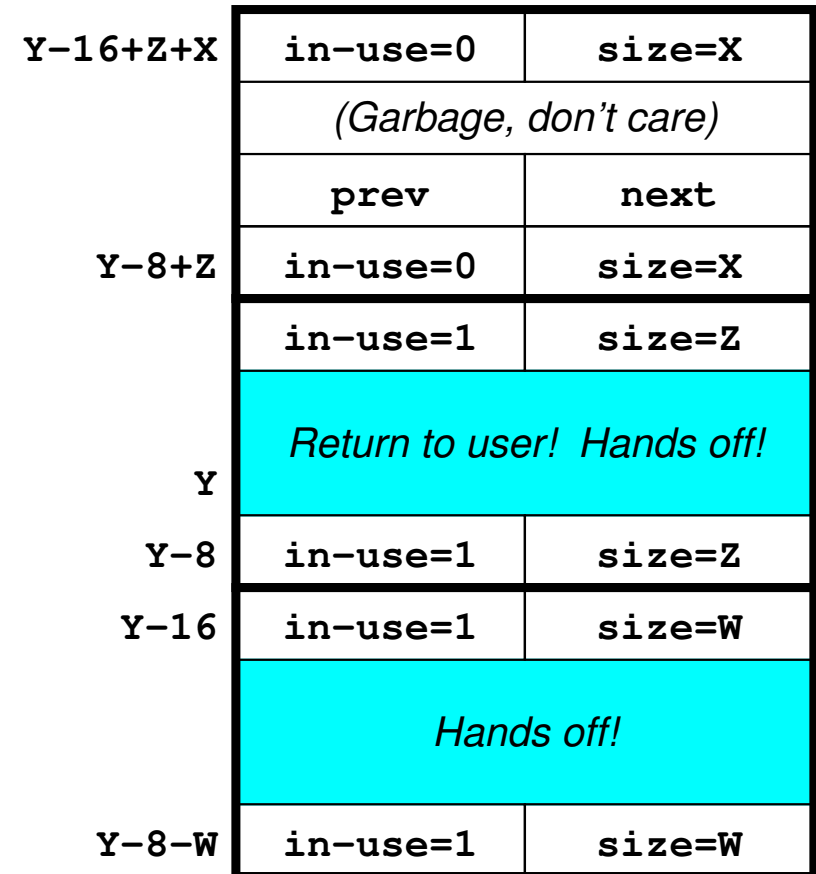 Y-16+Z+X in-use=0 size=X
(Garbage, don't care)
prev next
Y-8+Z in-use=0 size=X
in-use=1 size=Z
Return to user! Hands off!
Y
Y-8 in-use=1 size=Z
Y-16 in-use=1 size=W
Hands off!
Y-8-W in-use=1 size=W